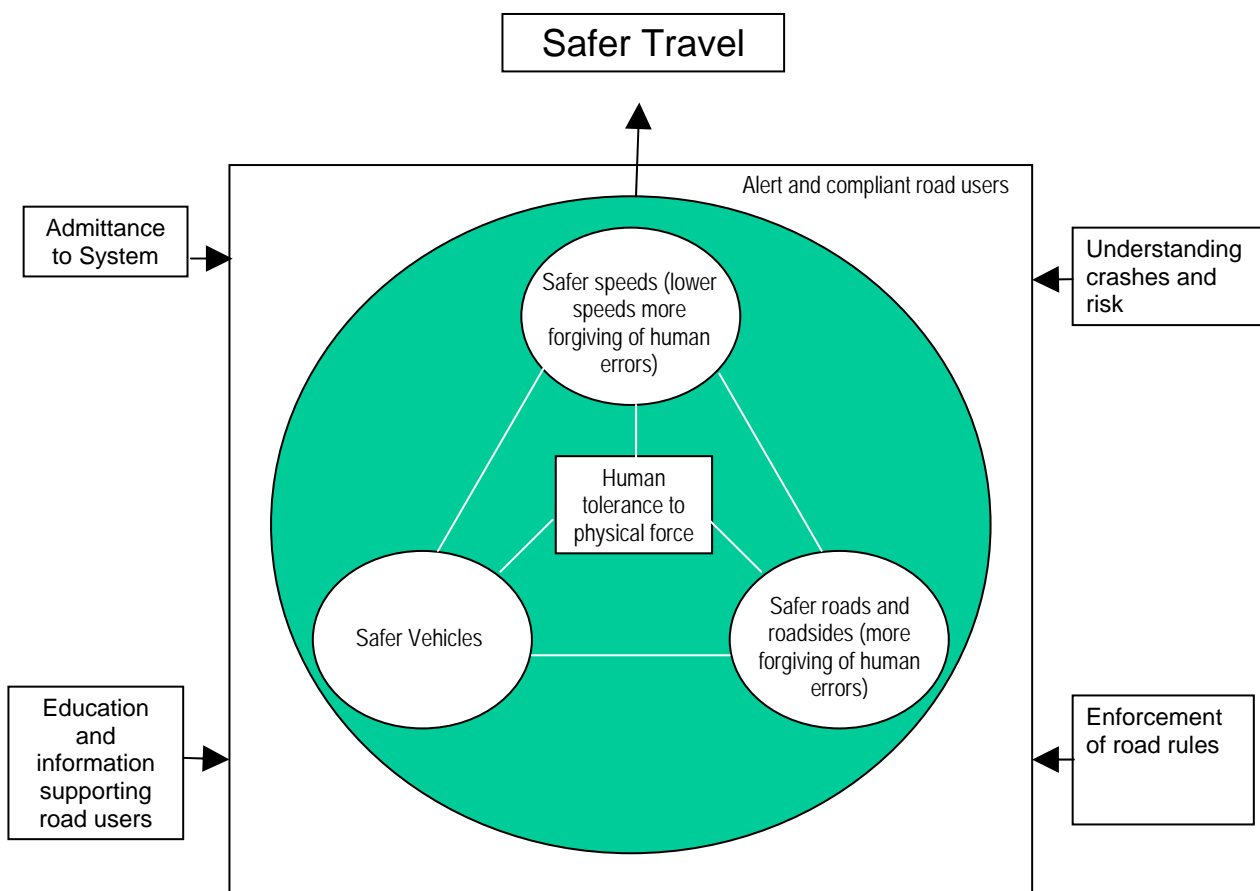 Safer Travel
Alert and compliant road users
Admittance
to System
Understanding
crashes and
risk
Safer speeds (lower
speeds more
forgiving of human
errors)
Human
tolerance to
physical force
Safer Vehicles
Safer roads and
roadsides (more
forgiving of human
errors)
Education
and
information
supporting
road users
Enforcement
of road rules